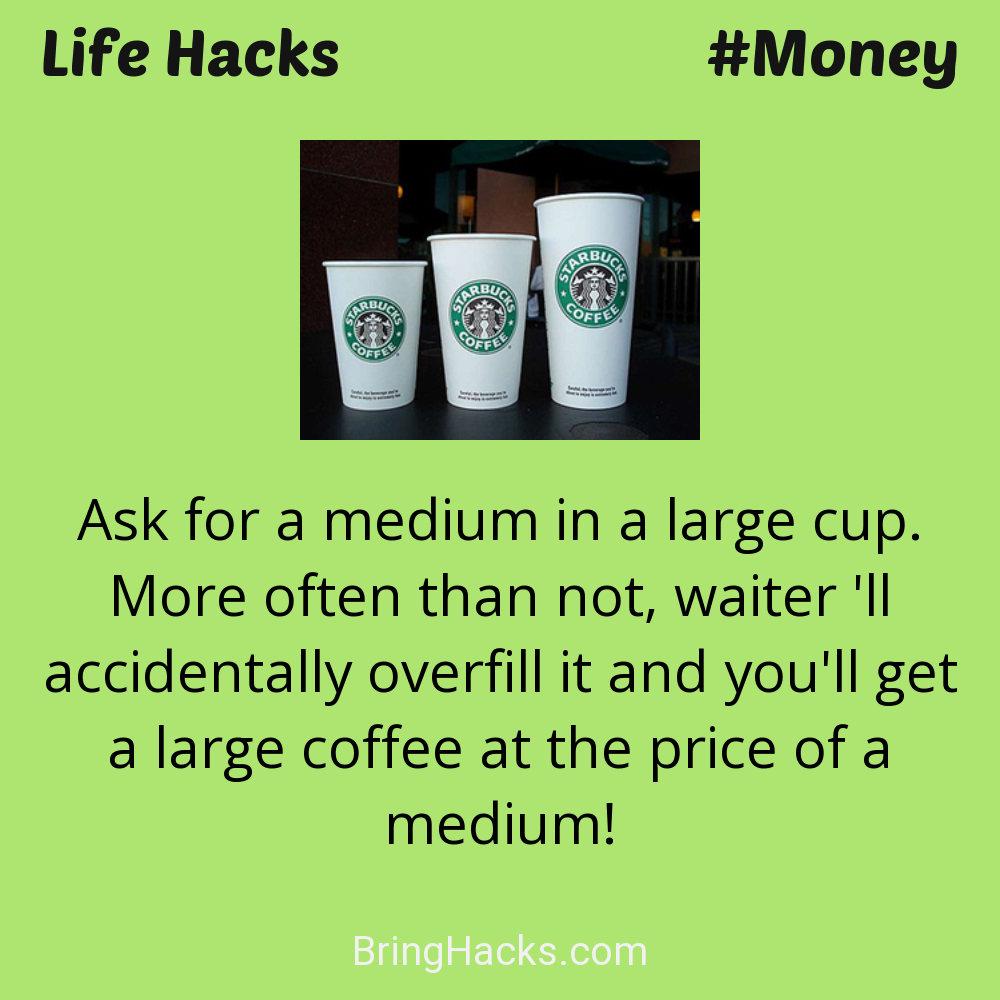 Life Hacks #Money
STARBUCKS
COFFEE
STARBUCKS
COFFEE
STARBUCKS
COFFEE
Ask for a medium in a large cup.
More often than not, waiter 'll
accidentally overfill it and you'll get
a large coffee at the price of a
medium!
BringHacks.com